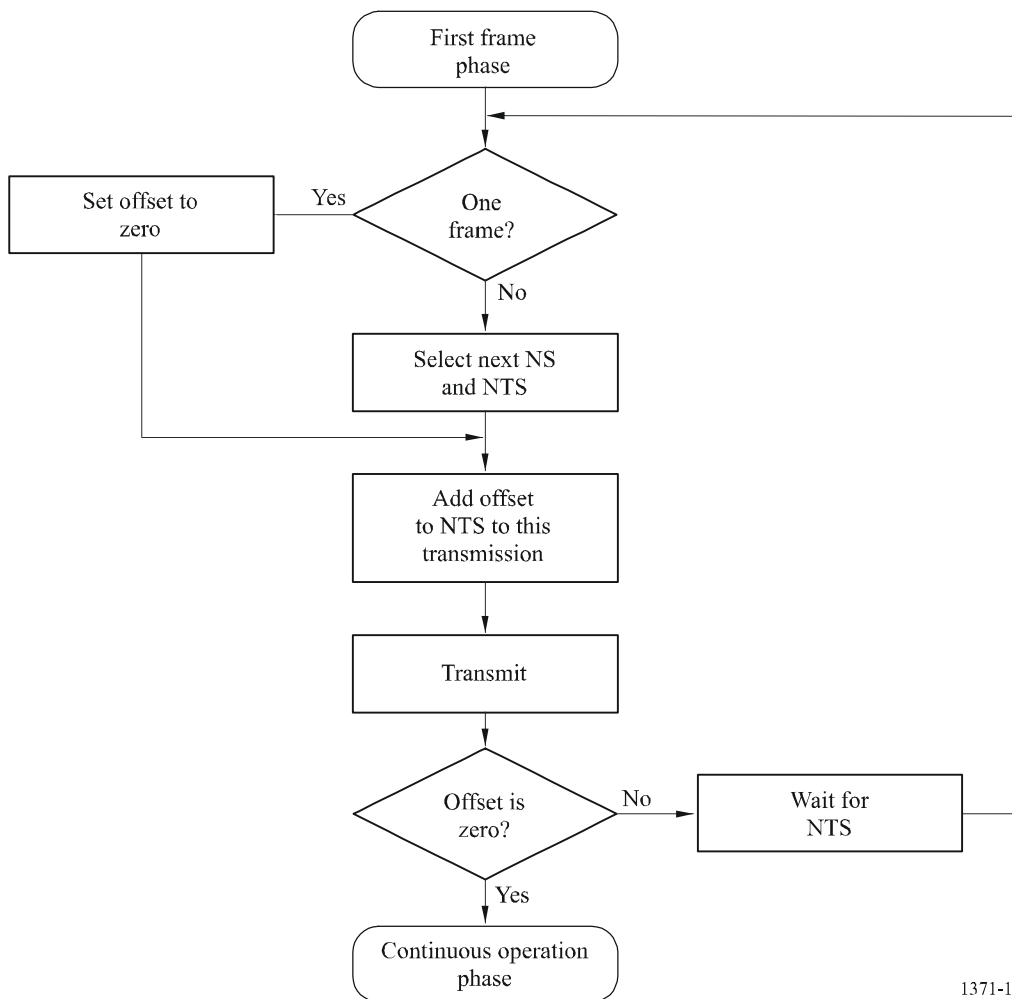 First frame
phase
One
frame?
Yes
Set offset to
zero
No
Select next NS
and NTS
Add offset
to NTS to this
transmission
Transmit
Offset is
zero?
No
Wait for
NTS
Yes
Continuous operation
phase
1371-1